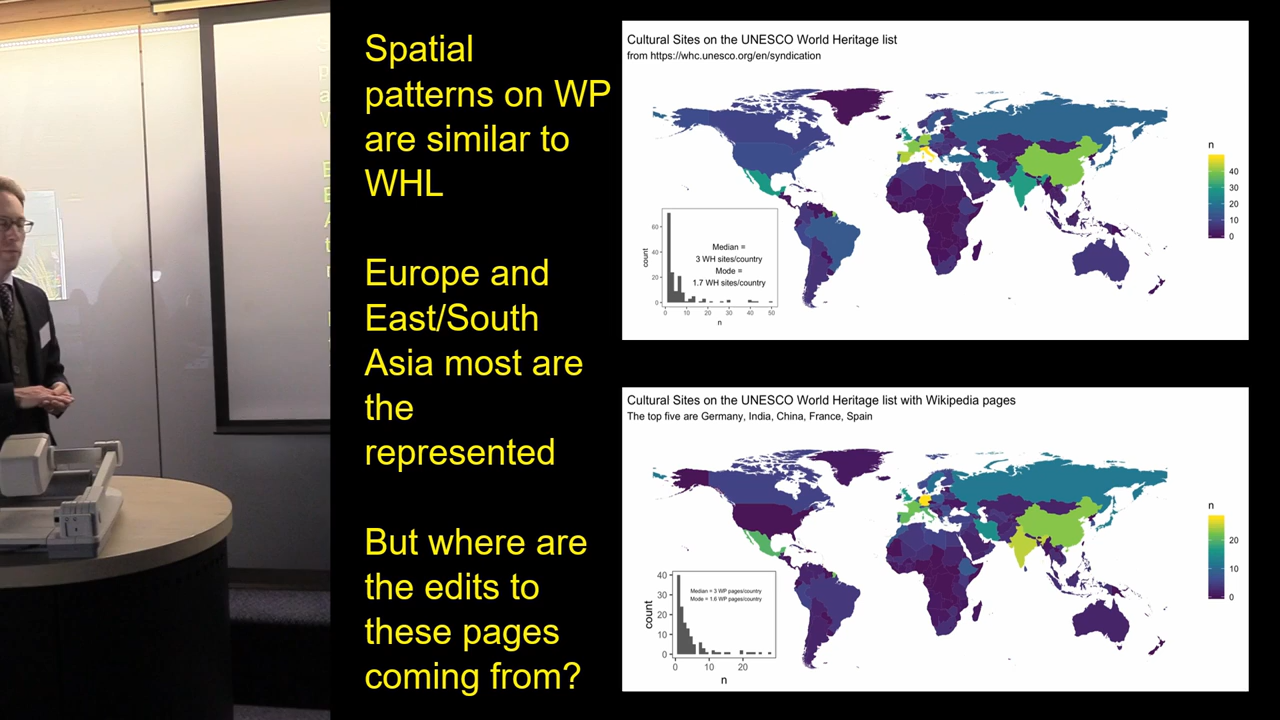 Spatial
patterns on WP
are similar to
WHL
Europe and
East/South
Asia most are
the
represented
But where are
the edits to
these pages
coming from?
Cultural Sites on the UNESCO World Heritage list
from https://whc.unesco.org/en/syndication
n
40
30
20
10
0
count
60
40
20
0
Median =
3 WH sites/country
Mode =
1.7 WH sites/country
0 10 20 30 40 50
n
Cultural Sites on the UNESCO World Heritage list with Wikipedia pages
The top five are Germany, India, China, France, Spain
n
20
10
0
count
40
30
20
10
0
Median = 3 WP pages/country
Mode = 1.6 WP pages/country
0 10 20
n